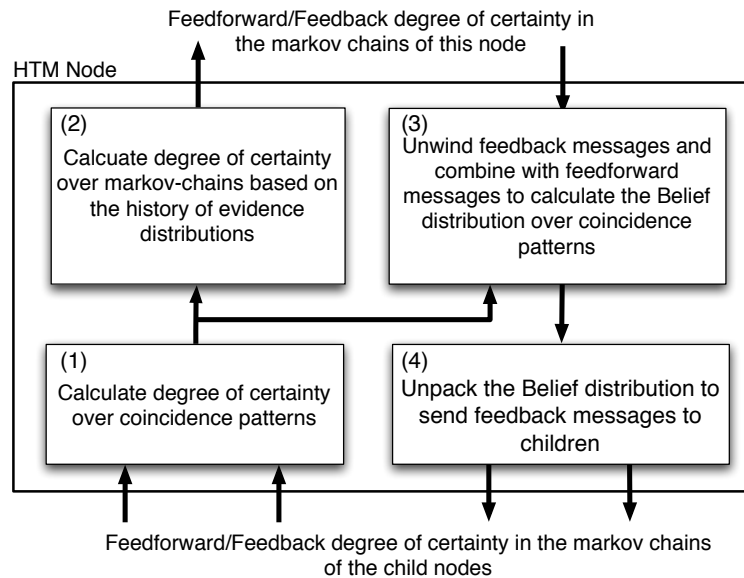 Feedforward/Feedback degree of certainty in
the markov chains of this node
HTM Node
(2)
Calcuate degree of certainty
over markov-chains based on
the history of evidence
distributions
(3)
Unwind feedback messages and
combine with feedforward
messages to calculate the Belief
distribution over coincidence
patterns
(1)
Calculate degree of certainty
over coincidence patterns
(4)
Unpack the Belief distribution to
send feedback messages to
children
Feedforward/Feedback degree of certainty in the markov chains
of the child nodes